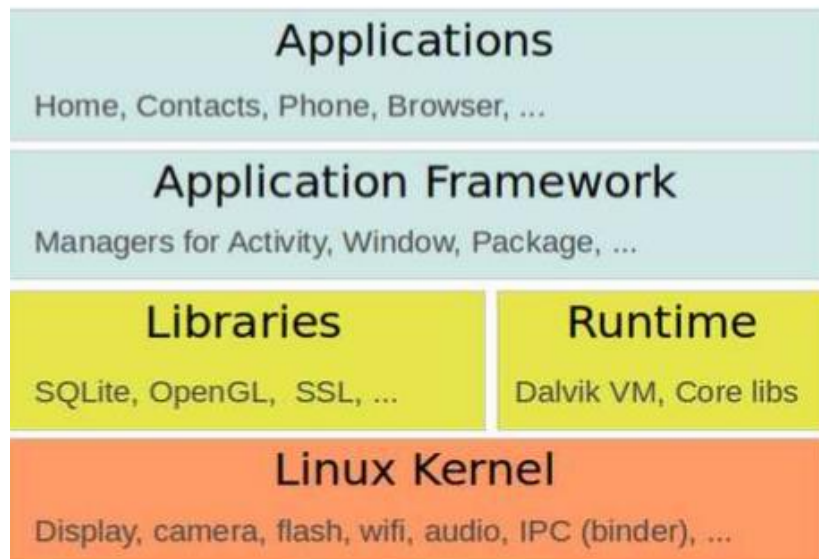 Applications
Home, Contacts, Phone, Browser, ...
Application Framework
Managers for Activity, Window, Package, ...
Libraries
SQLite, OpenGL, SSL, ...
Runtime
Dalvik VM, Core libs
Linux Kernel
Display, camera, flash, wifi, audio, IPC (binder), ...